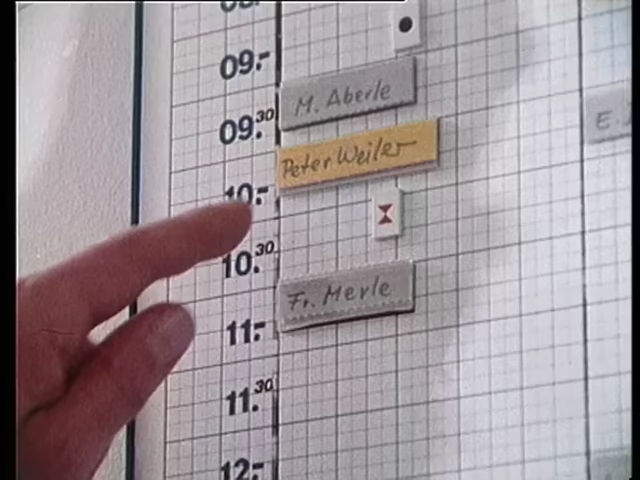 09.-
M. Aberle
09.30
E.
Peter Weiler
10.-
10.30
Fr. Merle
11.-
11.30
12.-